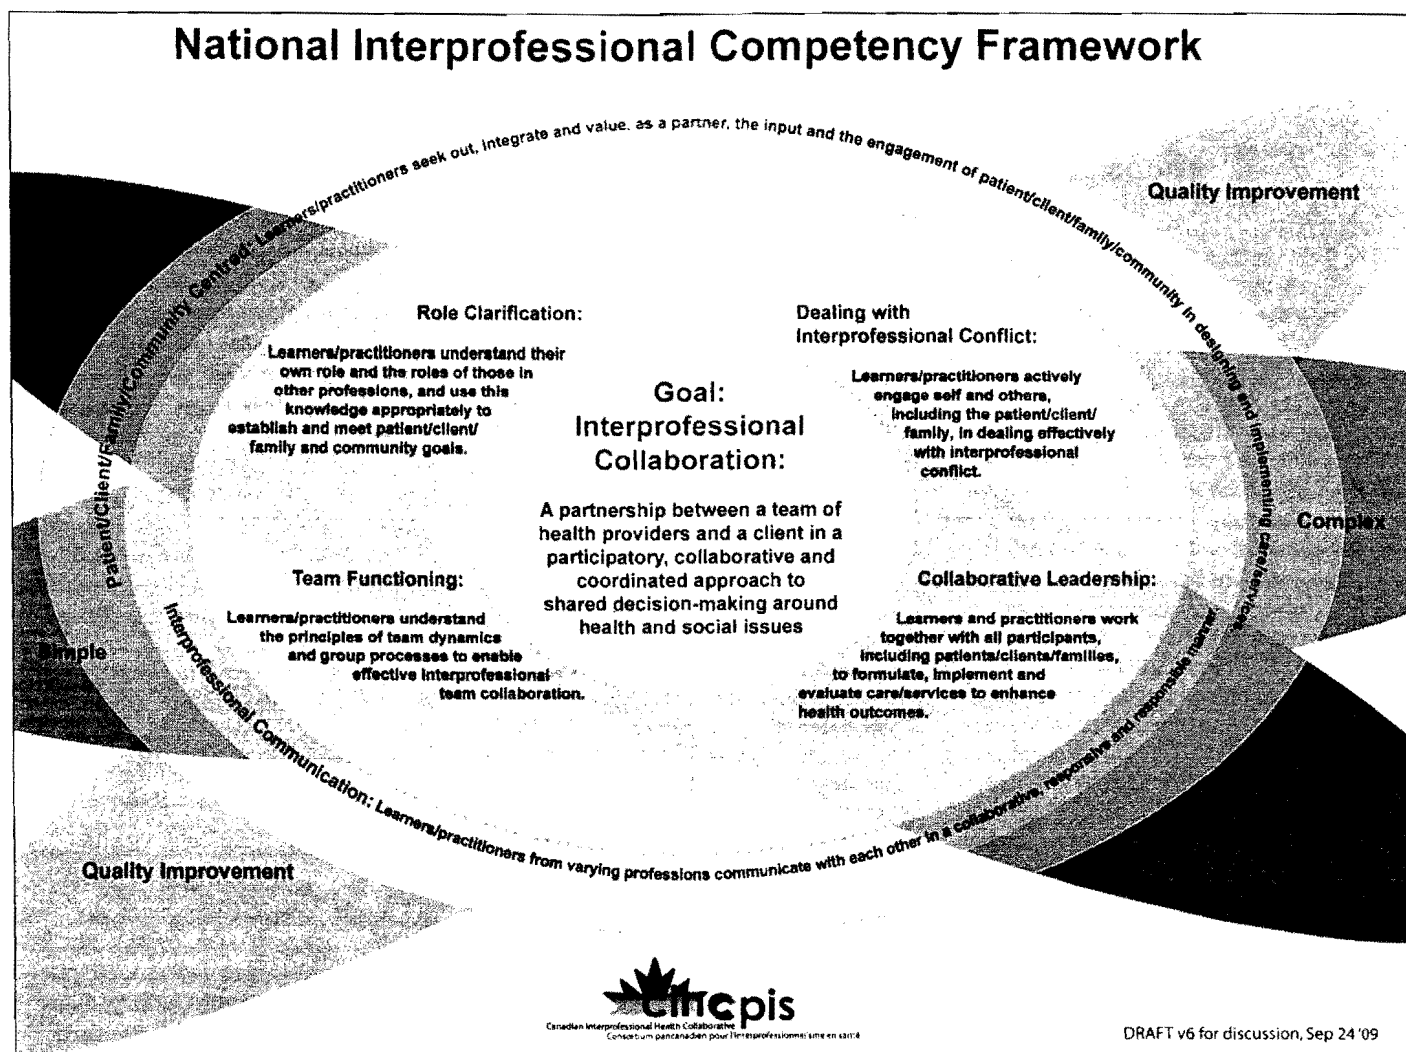 National Interprofessional Competency Framework
Patient/Client/Family/Community Centred: Learners/practitioners seek out, integrate and value, as a partner, the input and the engagement of patient/client/family/community in designing and implementing care/services
Quality Improvement
Role Clarification:
Learners/practitioners understand their
own role and the roles of those in
other professions, and use this
knowledge appropriately to
establish and meet patient/client/
family and community goals.
Dealing with
Interprofessional Conflict:
Learners/practitioners actively
engage self and others,
including the patient/client/
family, in dealing effectively
with interprofessional
conflict.
Goal:
Interprofessional
Collaboration:
A partnership between a team of
health providers and a client in a
participatory, collaborative and
coordinated approach to
shared decision-making around
health and social issues
Complex
Team Functioning:
Learners/practitioners understand
the principles of team dynamics
and group processes to enable
effective interprofessional
team collaboration.
Collaborative Leadership:
Learners and practitioners work
together with all participants,
including patients/clients/families,
to formulate, implement and
evaluate care/services to enhance
health outcomes.
Simple
Interprofessional Communication: Learners/practitioners from varying professions communicate with each other in a collaborative, responsive and responsible manner
Quality Improvement
cihcpis
Canadian Interprofessional Health Collaborative
Consortium pancanadien pour l'interprofessionnalisme en santé
DRAFT v6 for discussion, Sep 24 '09